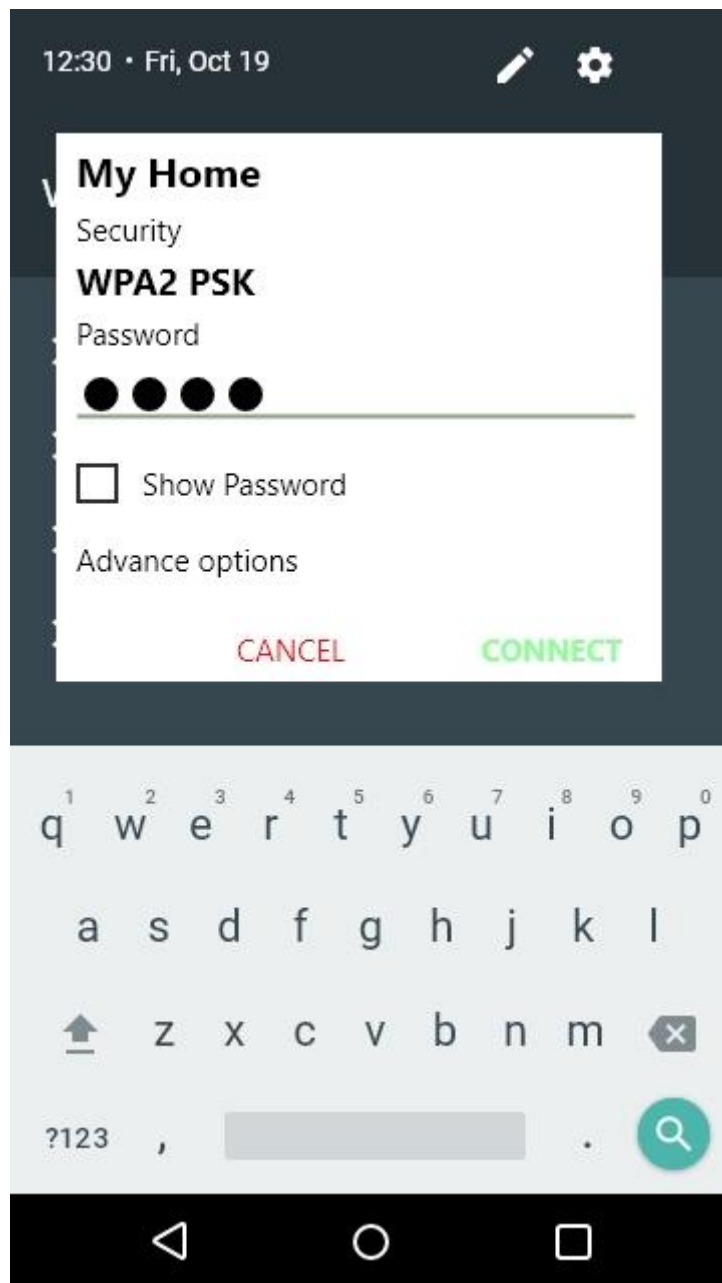 12:30 • Fri, Oct 19
My Home
Security
WPA2 PSK
Password
Show Password
Advance options
CANCEL CONNECT
1 2 3 4 5 6 7 8 9 0
q w e r t y u i o p
a s d f g h j k l
z x c v b n m
?123 , .